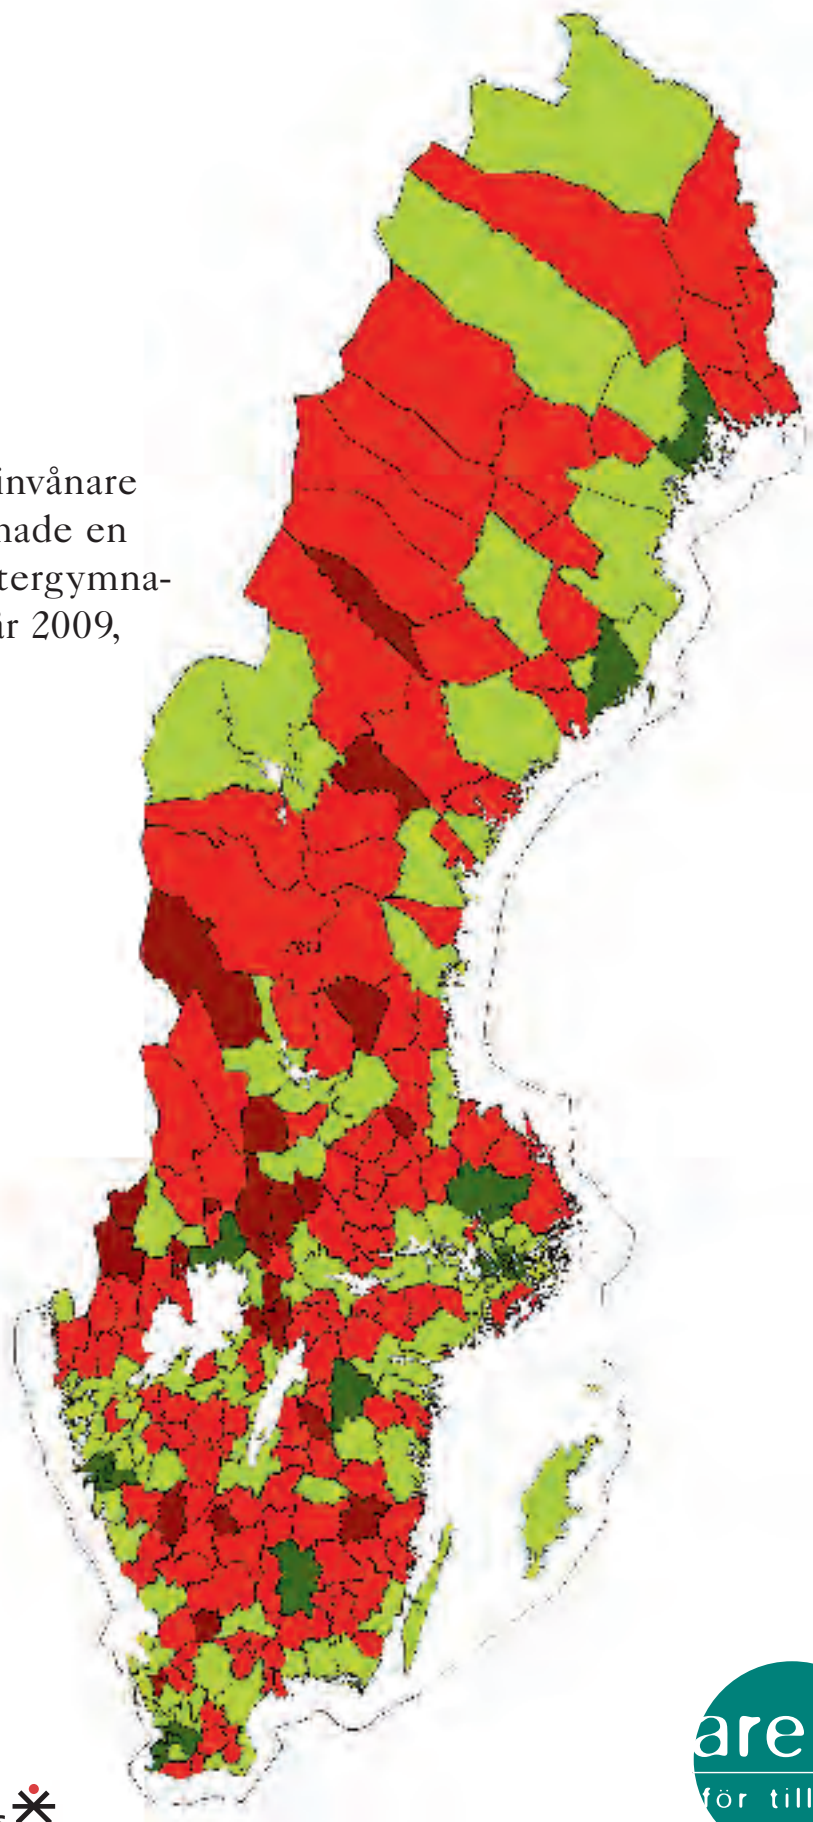 invånare
nade en
tergymna-
år 2009,
are
för till